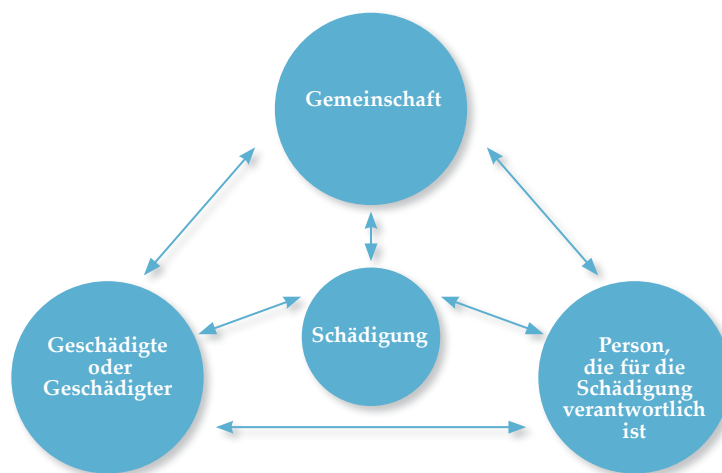 Gemeinschaft
Schädigung
Geschädigte
oder
Geschädigter
Person,
die für die
Schädigung
verantwortlich
ist